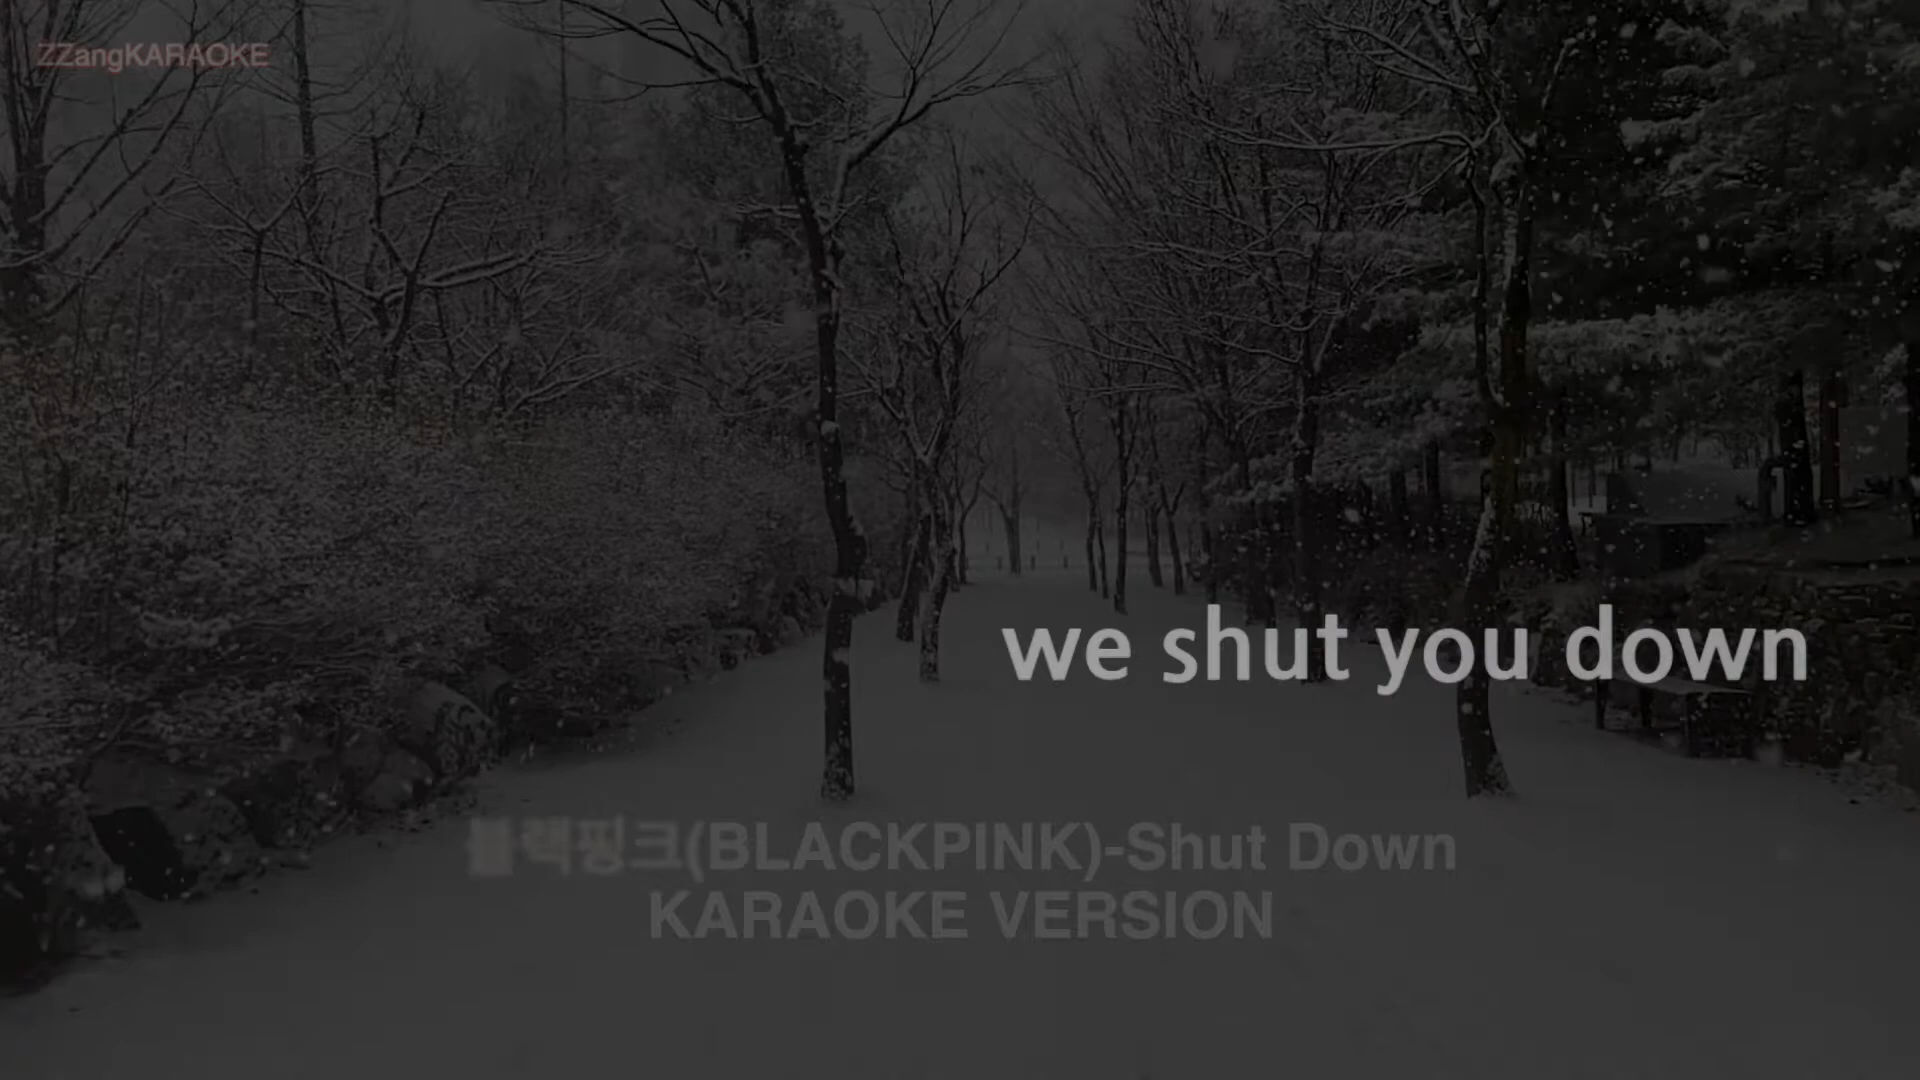 ZZangKARAOKE
we shut you down
블랙핑크(BLACKPINK)-Shut Down
KARAOKE VERSION